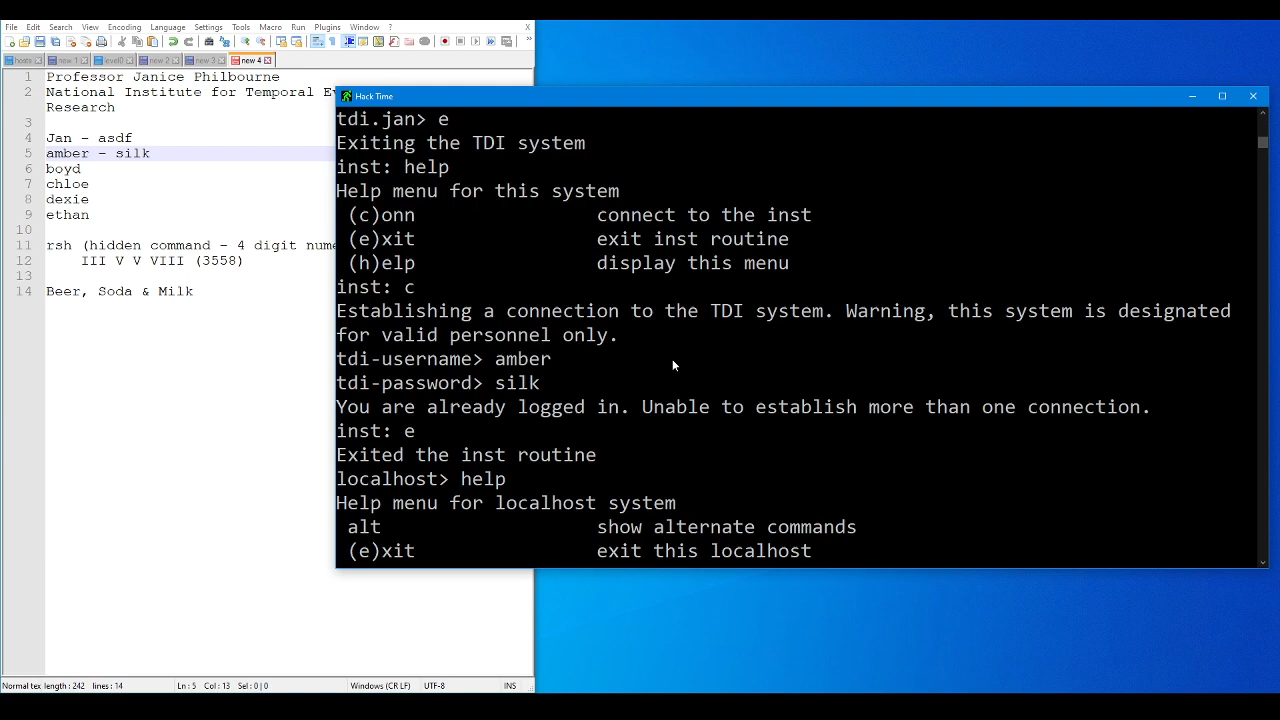 File Edit Search View Encoding Language Settings Tools Macro Run Plugins Window ? X
hosts new 1 level0 new 2 new 3 new 4
1 Professor Janice Philbourne
2 National Institute for Temporal
Research
3
4 Jan - asdf
5 amber - silk
6 boyd
7 chloe
8 dexie
9 ethan
10
11 rsh (hidden command - 4 digit
12 III V V VIII (3558)
13
14 Beer, Soda & Milk
Normal tex length : 242 lines : 14 Ln : 5 Col : 13 Sel : 0 | 0 Windows (CR LF) UTF-8 INS
Hack Time
tdi.jan> e
Exiting the TDI system
inst: help
Help menu for this system
(c)onn connect to the inst
(e)xit exit inst routine
(h)elp display this menu
inst: c
Establishing a connection to the TDI system. Warning, this system is designated
for valid personnel only.
tdi-username> amber
tdi-password> silk
You are already logged in. Unable to establish more than one connection.
inst: e
Exited the inst routine
localhost> help
Help menu for localhost system
alt show alternate commands
(e)xit exit this localhost